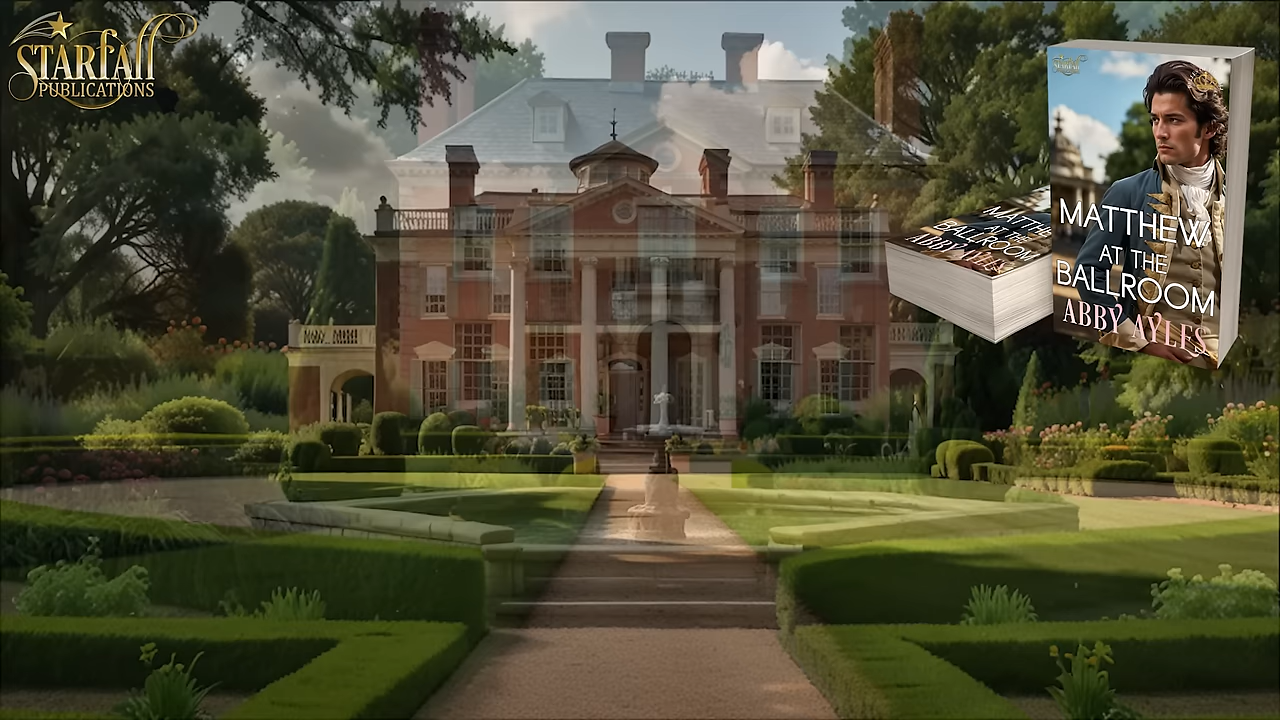 STARfall
PUBLICATIONS
MATTHEW
AT THE
BALLROOM
ABBY AYLES
MATTHEW
AT THE
BALLROOM
ABBY AYLES